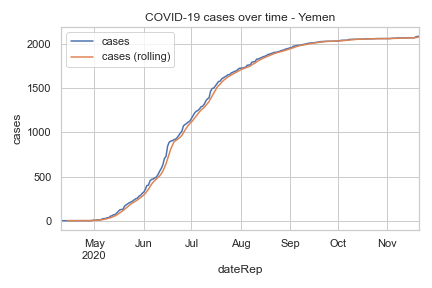 COVID-19 cases over time - Yemen
cases
cases (rolling)
2000
1500
1000
500
0
cases
May Jun Jul Aug Sep Oct Nov
2020
dateRep